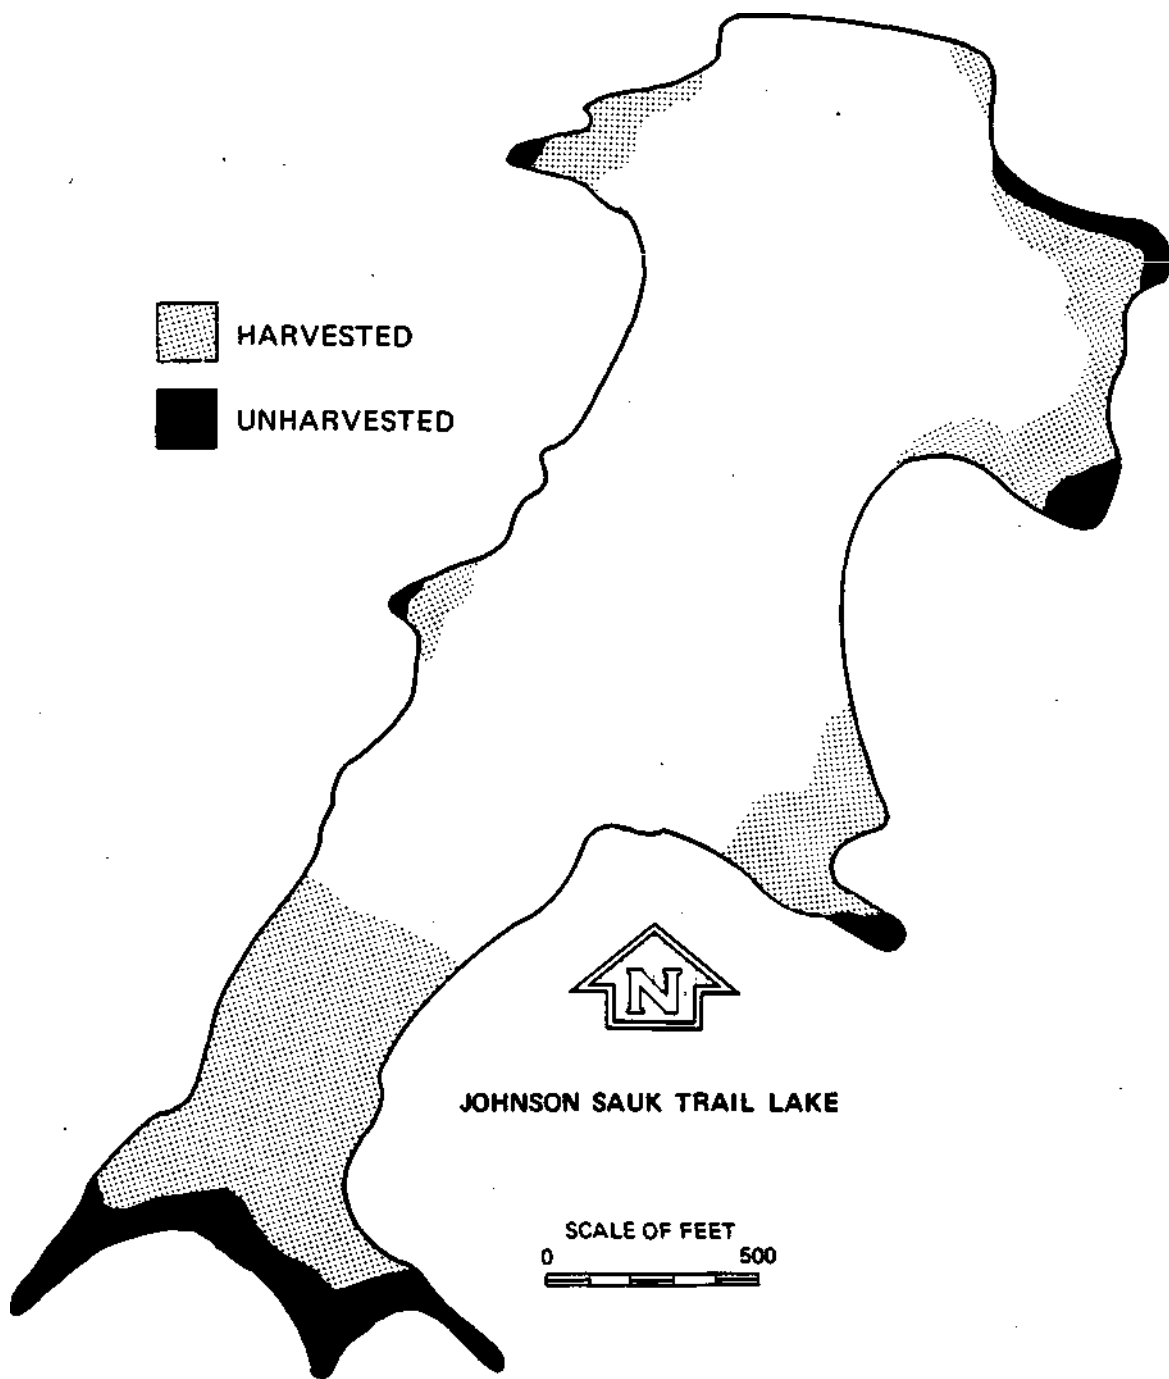 HARVESTED
UNHARVESTED
N
JOHNSON SAUK TRAIL LAKE
SCALE OF FEET
0 500